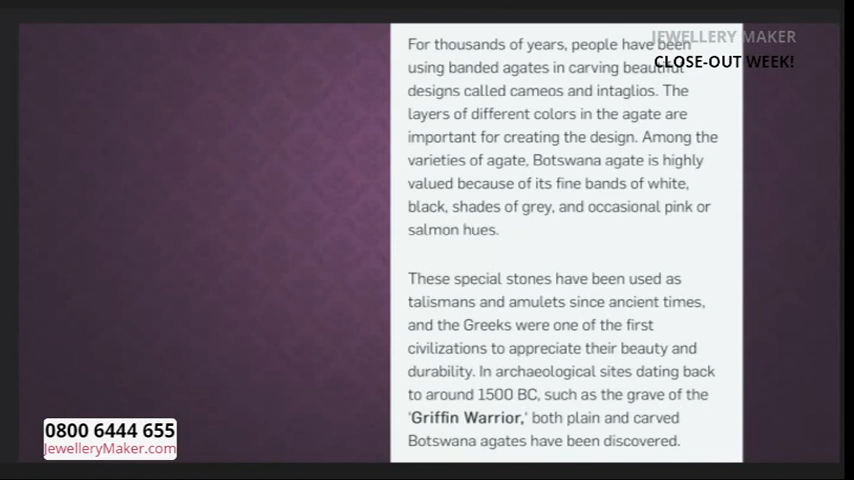 JEWELLERY MAKER
CLOSE-OUT WEEK!
For thousands of years, people have been
using banded agates in carving beautiful
designs called cameos and intaglios. The
layers of different colors in the agate are
important for creating the design. Among the
varieties of agate, Botswana agate is highly
valued because of its fine bands of white,
black, shades of grey, and occasional pink or
salmon hues.
These special stones have been used as
talismans and amulets since ancient times,
and the Greeks were one of the first
civilizations to appreciate their beauty and
durability. In archaeological sites dating back
to around 1500 BC, such as the grave of the
'Griffin Warrior,' both plain and carved
Botswana agates have been discovered.
0800 6444 655
JewelleryMaker.com